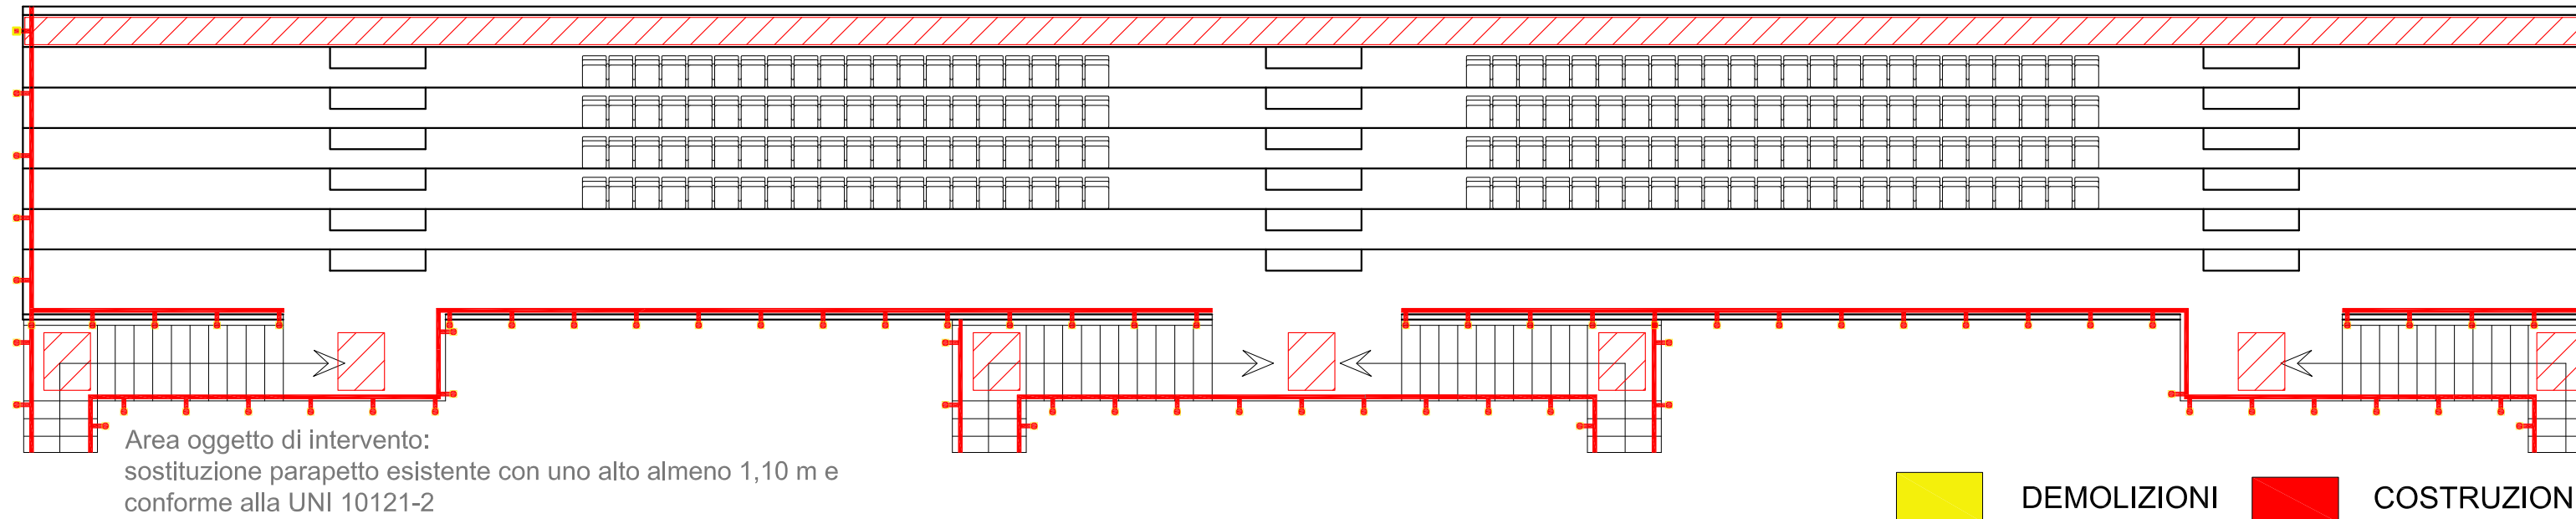 Area oggetto di intervento:
sostituzione parapetto esistente con uno alto almeno 1,10 m e
conforme alla UNI 10121-2
DEMOLIZIONI
COSTRUZION